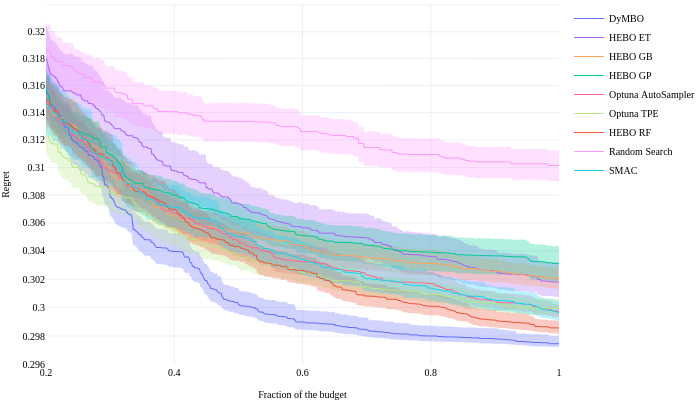 0.32
0.318
0.316
0.314
0.312
0.31
0.308
0.306
0.304
0.302
0.3
0.298
0.296
Regret
0.2
0.4
0.6
0.8
1
Fraction of the budget
DyMBO
HEBO ET
HEBO GB
HEBO GP
Optuna AutoSampler
Optuna TPE
HEBO RF
Random Search
SMAC